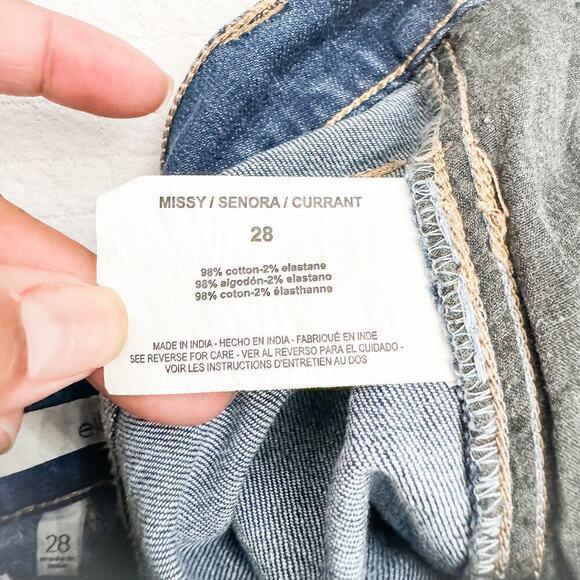 MISSY / SENORA / CURRANT
28
98% cotton-2% elastane
98% algodón-2% elastano
98% coton-2% élasthanne
MADE IN INDIA - HECHO EN INDIA - FABRIQUÉ EN INDE
SEE REVERSE FOR CARE - VER AL REVERSO PARA EL CUIDADO -
VOIR LES INSTRUCTIONS D'ENTRETIEN AU DOS
28